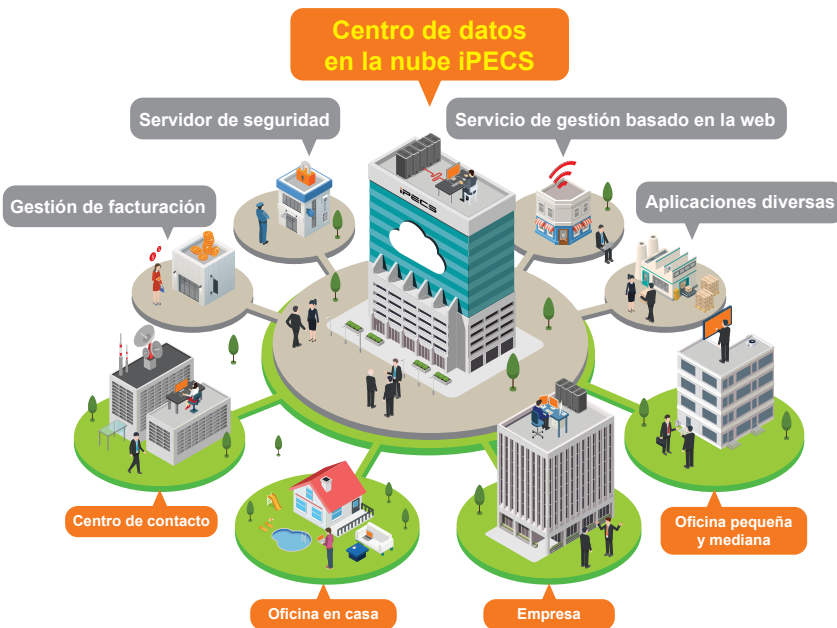 Centro de datos
en la nube iPECS
Servidor de seguridad
Servicio de gestión basado en la web
Gestión de facturación
Aplicaciones diversas
iPECS
Centro de contacto
Oficina pequeña
y mediana
Oficina en casa
Empresa